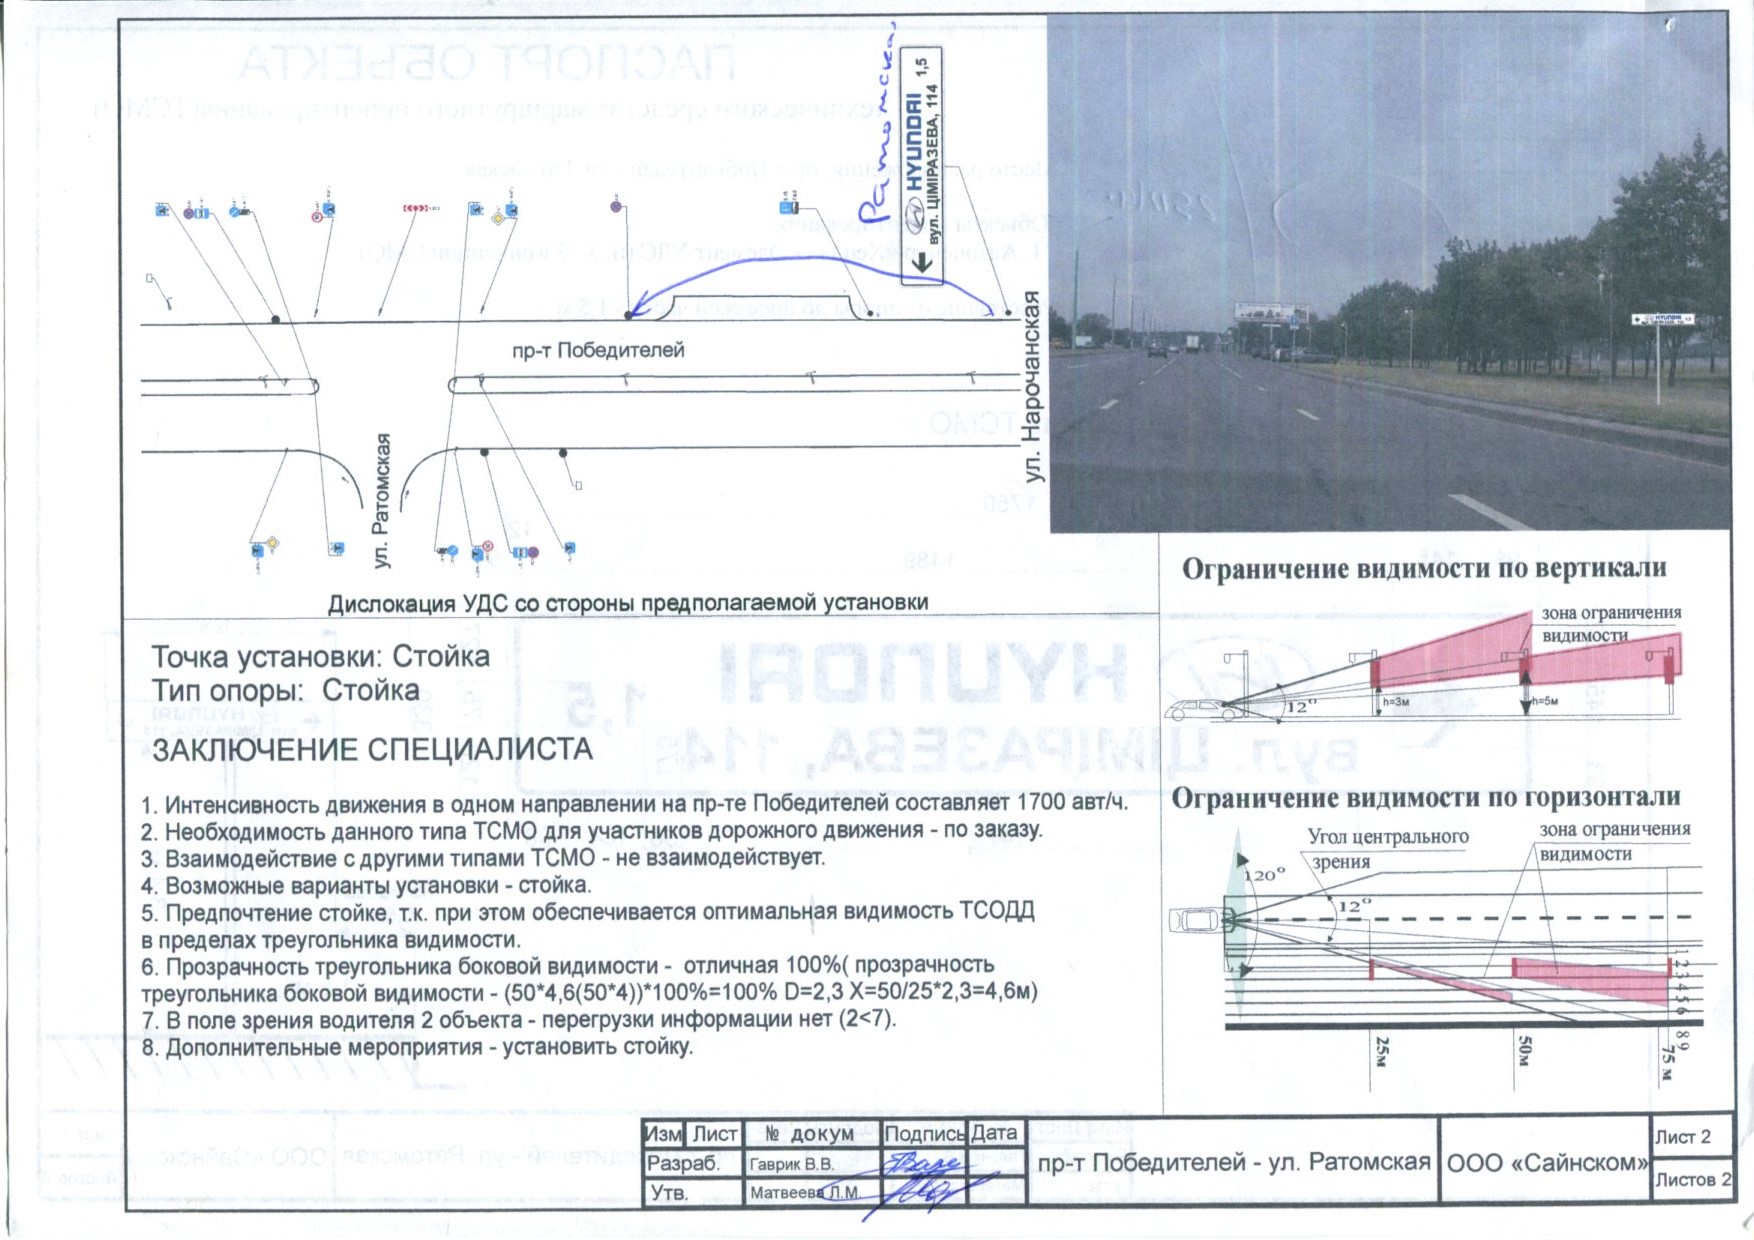 Ратомская
HYUNDAI 1,5
вул. ЦІМІРАЗЕВА, 114
пр-т Победителей
ул. Нарочанская
ул. Ратомская
Дислокация УДС со стороны предполагаемой установки
Точка установки: Стойка
Тип опоры: Стойка
ЗАКЛЮЧЕНИЕ СПЕЦИАЛИСТА
1. Интенсивность движения в одном направлении на пр-те Победителей составляет 1700 авт/ч.
2. Необходимость данного типа ТСМО для участников дорожного движения - по заказу.
3. Взаимодействие с другими типами ТСМО - не взаимодействует.
4. Возможные варианты установки - стойка.
5. Предпочтение стойке, т.к. при этом обеспечивается оптимальная видимость ТСОДД
в пределах треугольника видимости.
6. Прозрачность треугольника боковой видимости - отличная 100%( прозрачность
треугольника боковой видимости - (50*4,6(50*4))*100%=100% D=2,3 X=50/25*2,3=4,6м)
7. В поле зрения водителя 2 объекта - перегрузки информации нет (2<7).
8. Дополнительные мероприятия - установить стойку.
HYUNDAI
Ограничение видимости по вертикали
зона ограничения
видимости
12°
h=3м
h=5м
Ограничение видимости по горизонтали
Угол центрального
зрения
зона ограничения
видимости
120°
12°
1 2 3 4 5 6 7 8 9
25м
50м
75 м
Изм Лист № докум Подпись Дата
Разраб. Гаврик В.В.
Утв. Матвеева Л.М.
пр-т Победителей - ул. Ратомская
ООО «Сайнском»
Лист 2
Листов 2